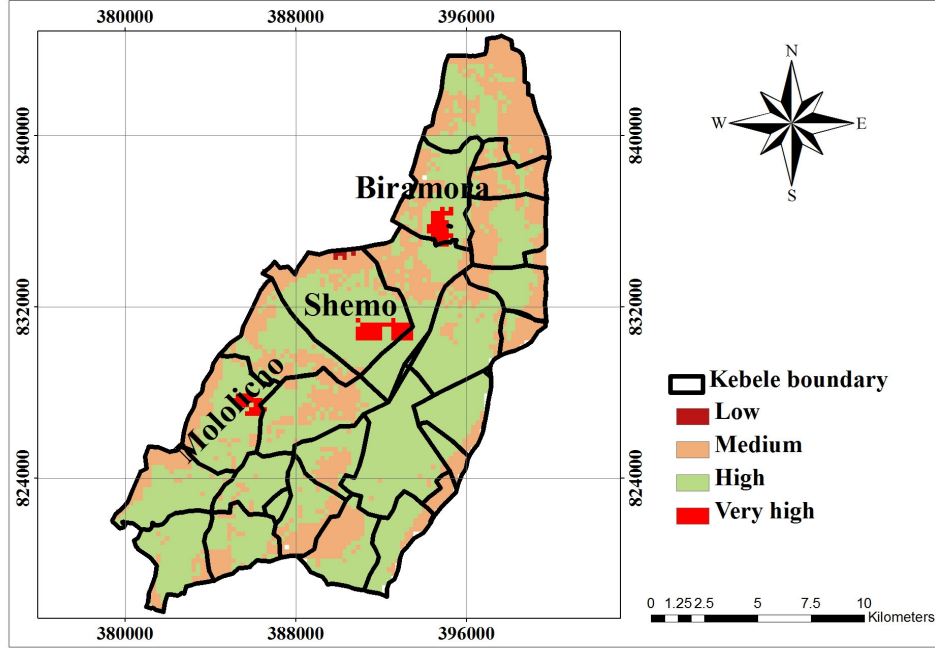 380000 388000 396000
N
W E
S
840000 840000
Biramora
832000 832000
Shemo
Mololicho
824000 824000
Kebele boundary
Low
Medium
High
Very high
380000 388000 396000
0 1.25 2.5 5 7.5 10
Kilometers